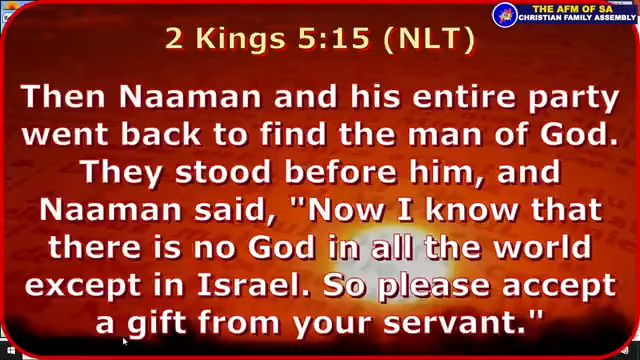 THE AFM OF SA
CHRISTIAN FAMILY ASSEMBLY
2 Kings 5:15 (NLT)
Then Naaman and his entire party
went back to find the man of God.
They stood before him, and
Naaman said, "Now I know that
there is no God in all the world
except in Israel. So please accept
a gift from your servant."